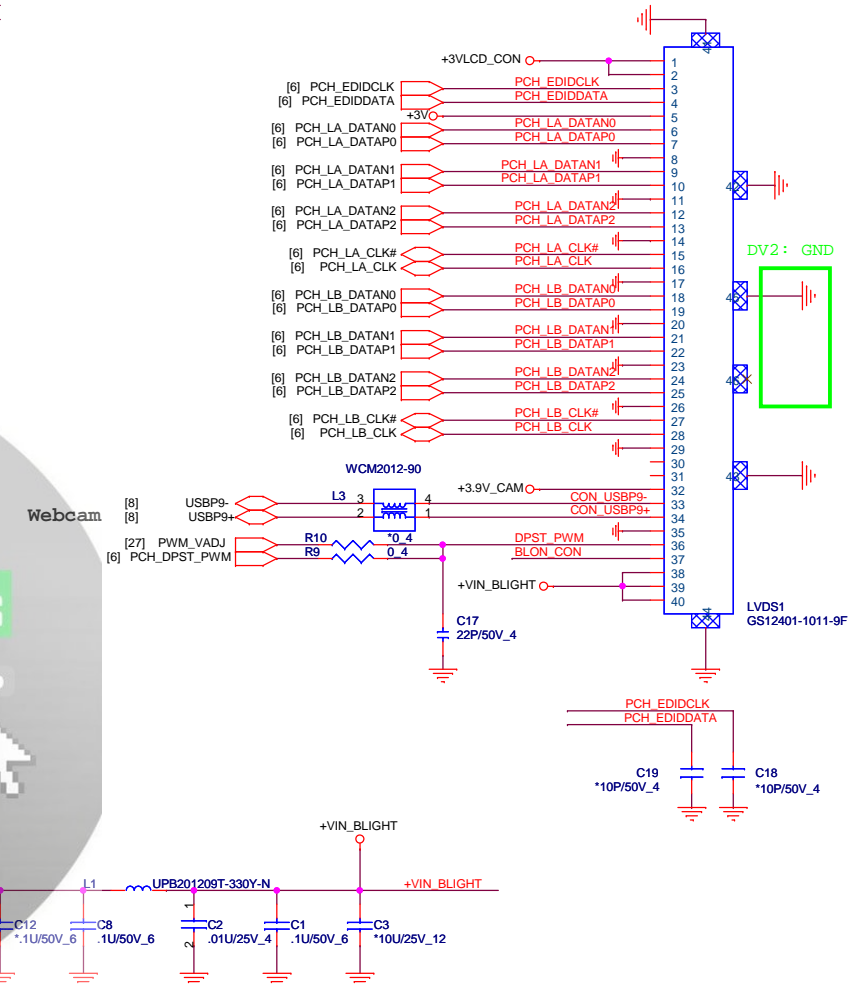 +3VLCD_CON
1
2
[6] PCH_EDIDCLK PCH_EDIDCLK 3
[6] PCH_EDIDDATA PCH_EDIDDATA 4
+3V 5
[6] PCH_LA_DATAN0 PCH_LA_DATAN0 6
[6] PCH_LA_DATAP0 PCH_LA_DATAP0 7
8
[6] PCH_LA_DATAN1 PCH_LA_DATAN1 9
[6] PCH_LA_DATAP1 PCH_LA_DATAP1 10
11
[6] PCH_LA_DATAN2 PCH_LA_DATAN2 12
[6] PCH_LA_DATAP2 PCH_LA_DATAP2 13
14
[6] PCH_LA_CLK# PCH_LA_CLK# 15
[6] PCH_LA_CLK PCH_LA_CLK 16
DV2: GND
17
[6] PCH_LB_DATAN0 PCH_LB_DATAN0 18
[6] PCH_LB_DATAP0 PCH_LB_DATAP0 19
20
[6] PCH_LB_DATAN1 PCH_LB_DATAN1 21
[6] PCH_LB_DATAP1 PCH_LB_DATAP1 22
23
[6] PCH_LB_DATAN2 PCH_LB_DATAN2 24
[6] PCH_LB_DATAP2 PCH_LB_DATAP2 25
26
[6] PCH_LB_CLK# PCH_LB_CLK# 27
[6] PCH_LB_CLK PCH_LB_CLK 28
29
30
31
WCM2012-90
+3.9V_CAM 32
Webcam
[8] USBP9- L3 3 4 CON_USBP9- 33
[8] USBP9+ 2 1 CON_USBP9+ 34
35
[27] PWM_VADJ R10 *0_4 DPST_PWM 36
[6] PCH_DPST_PWM R9 0_4 BLON_CON 37
38
+VIN_BLIGHT 39
40
LVDS1
GS12401-1011-9F
C17
22P/50V_4
PCH_EDIDCLK
PCH_EDIDDATA
C19
*10P/50V_4
C18
*10P/50V_4
+VIN_BLIGHT
L1 UPB201209T-330Y-N +VIN_BLIGHT
C12
*.1U/50V_6
C8
.1U/50V_6
1
2
C2
.01U/25V_4
C1
.1U/50V_6
C3
*10U/25V_12